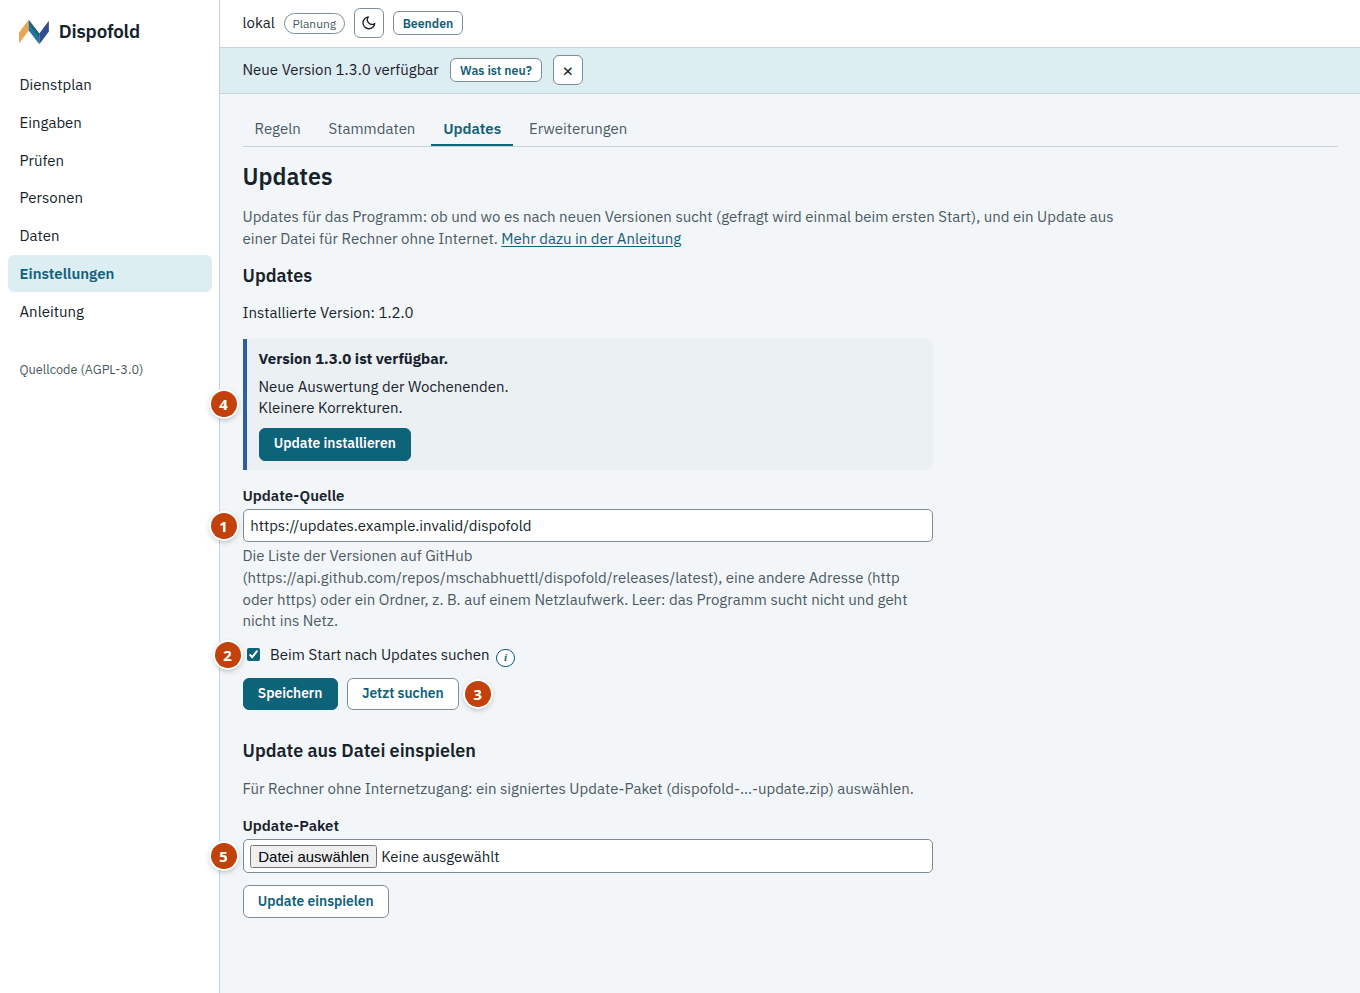 Dispofold
Dienstplan
Eingaben
Prüfen
Personen
Daten
Einstellungen
Anleitung
Quellcode (AGPL-3.0)
lokal Planung Beenden
Neue Version 1.3.0 verfügbar Was ist neu? ×
Regeln Stammdaten Updates Erweiterungen
Updates
Updates für das Programm: ob und wo es nach neuen Versionen sucht (gefragt wird einmal beim ersten Start), und ein Update aus
einer Datei für Rechner ohne Internet. Mehr dazu in der Anleitung
Updates
Installierte Version: 1.2.0
Version 1.3.0 ist verfügbar.
Neue Auswertung der Wochenenden.
Kleinere Korrekturen.
4
Update installieren
Update-Quelle
1 https://updates.example.invalid/dispofold
Die Liste der Versionen auf GitHub
(https://api.github.com/repos/mschabhuettl/dispofold/releases/latest), eine andere Adresse (http
oder https) oder ein Ordner, z. B. auf einem Netzlaufwerk. Leer: das Programm sucht nicht und geht
nicht ins Netz.
2 Beim Start nach Updates suchen i
Speichern Jetzt suchen 3
Update aus Datei einspielen
Für Rechner ohne Internetzugang: ein signiertes Update-Paket (dispofold-…-update.zip) auswählen.
Update-Paket
5 Datei auswählen Keine ausgewählt
Update einspielen